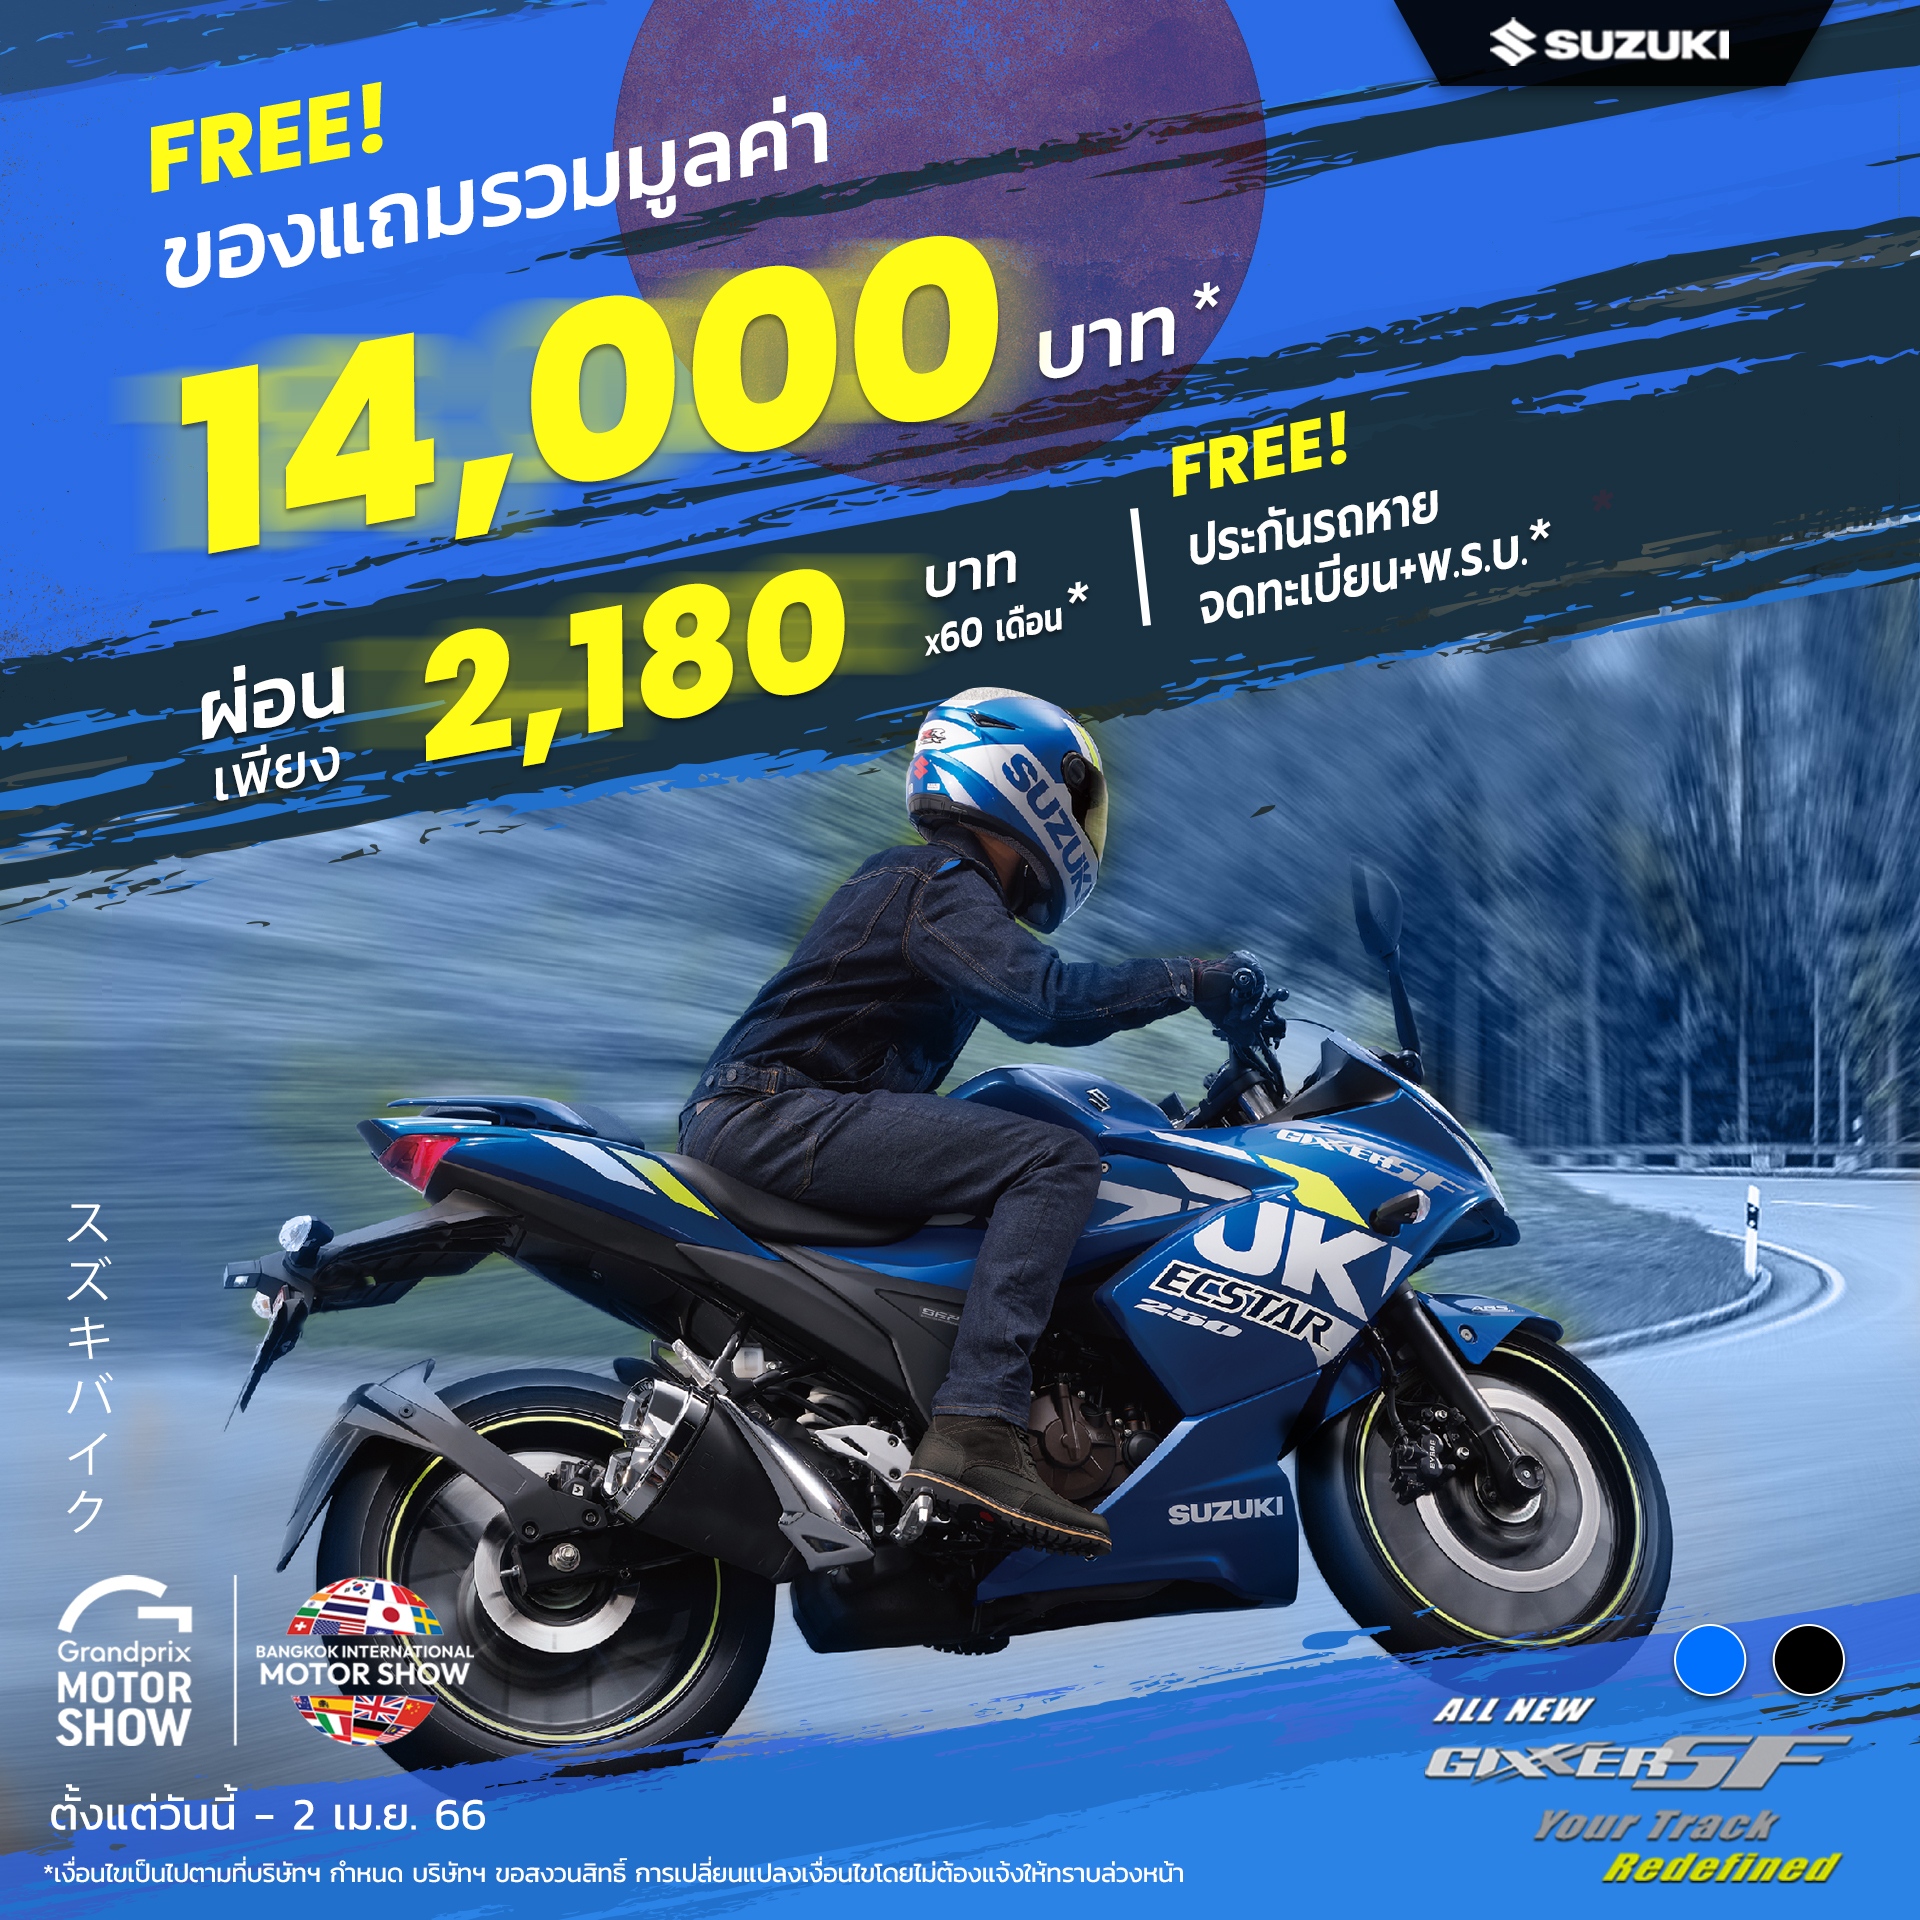 SUZUKI
FREE!
ของแถมรวมมูลค่า
14,000 บาท*
ผ่อน
เพียง
2,180
บาท
x60 เดือน*
FREE!
ประกันรถหาย
จดทะเบียน+พ.ร.บ.*
SUZUKI
GIXXER SF
UKI
ECSTAR
250
ABS
SUZUKI
スズキバイク
Grandprix
MOTOR
SHOW
BANGKOK INTERNATIONAL
MOTOR SHOW
ตั้งแต่วันนี้ - 2 เม.ย. 66
*เงื่อนไขเป็นไปตามที่บริษัทฯ กำหนด บริษัทฯ ขอสงวนสิทธิ์ การเปลี่ยนแปลงเงื่อนไขโดยไม่ต้องแจ้งให้ทราบล่วงหน้า
ALL NEW
GIXXER SF
Your Track
Redefined